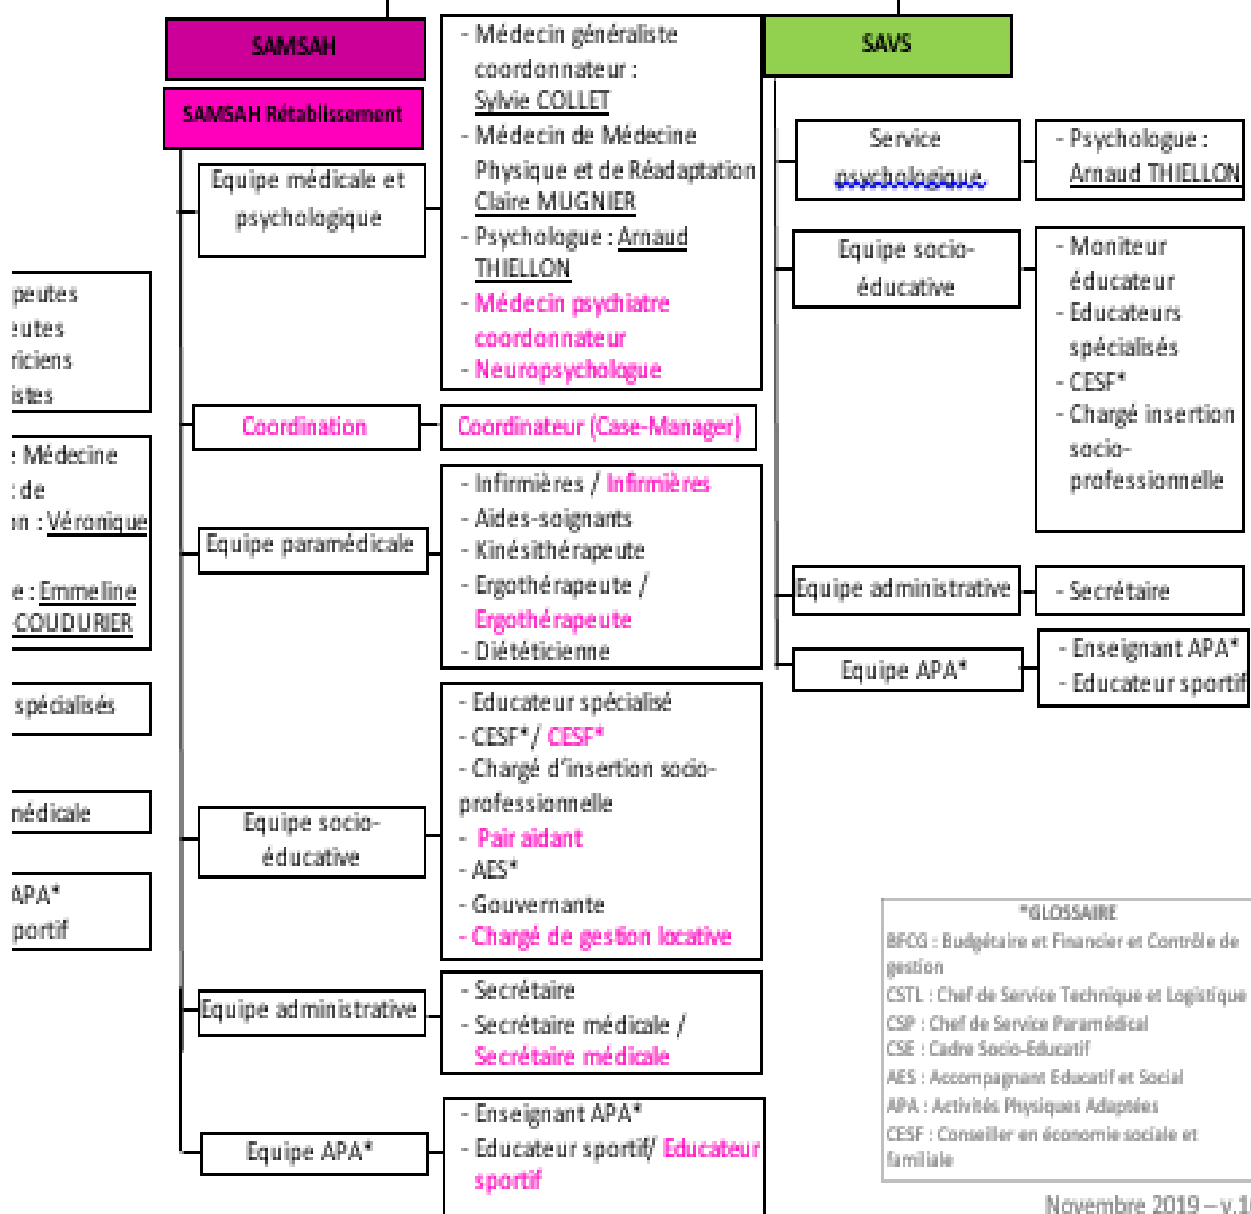 peutes
eutes
riciens
istes
: Médecine
: de
on : Véronique
e : Emmeline
-COUDURIER
spécialisés
médicale
APA*
portif
SAMSAH
SAMSAH Rétablissement
Equipe médicale et
psychologique
- Médecin généraliste
coordonnateur :
Sylvie COLLET
- Médecin de Médecine
Physique et de Réadaptation
Claire MUGNIER
- Psychologue : Arnaud
THIELLON
- Médecin psychiatre
coordonnateur
- Neuropsychologue
Coordination
Coordinateur (Case-Manager)
Equipe paramédicale
- Infirmières / Infirmières
- Aides-soignants
- Kinésithérapeute
- Ergothérapeute /
Ergothérapeute
- Diététicienne
Equipe socio-
éducative
- Educateur spécialisé
- CESF*/ CESF*
- Chargé d'insertion socio-
professionnelle
- Pair aidant
- AES*
- Gouvernante
- Chargé de gestion locative
Equipe administrative
- Secrétaire
- Secrétaire médicale /
Secrétaire médicale
Equipe APA*
- Enseignant APA*
- Educateur sportif/ Educateur
sportif
SAVS
Service
psychologique
- Psychologue :
Arnaud THIELLON
Equipe socio-
éducative
- Moniteur
éducateur
- Educateurs
spécialisés
- CESF*
- Chargé insertion
socio-
professionnelle
Equipe administrative
- Secrétaire
Equipe APA*
- Enseignant APA*
- Educateur sportif
*GLOSSAIRE
BFCG : Budgétaire et Financier et Contrôle de
gestion
CSTL : Chef de Service Technique et Logistique
CSP : Chef de Service Paramédical
CSE : Cadre Socio-Educatif
AES : Accompagnant Educatif et Social
APA : Activités Physiques Adaptées
CESF : Conseiller en économie sociale et
familiale
Novembre 2019 – v.10